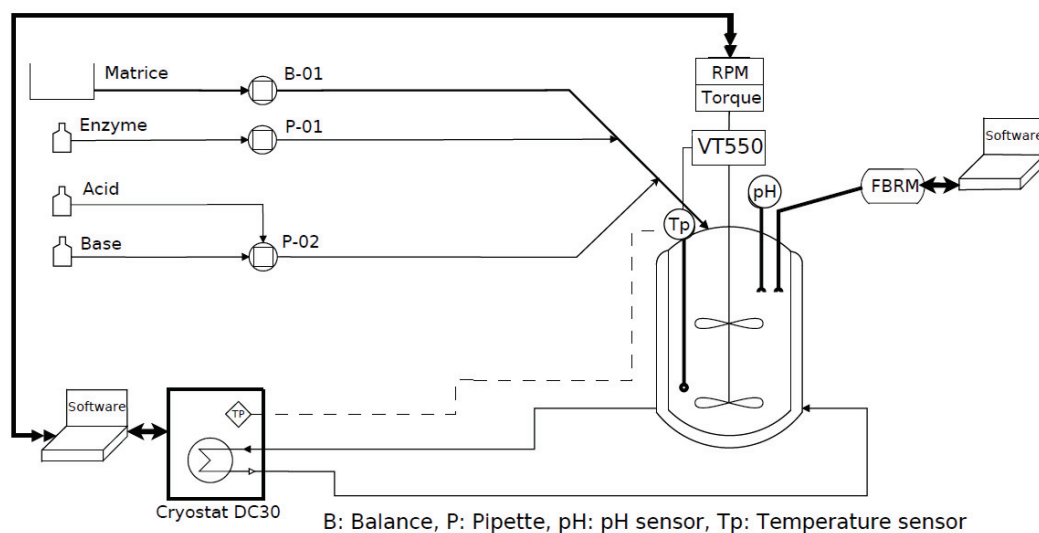 Matrice
B-01
RPM
Torque
Enzyme
P-01
VT550
Software
FBRM
pH
Acid
Tp
Base
P-02
Software
TP
Cryostat DC30
B: Balance, P: Pipette, pH: pH sensor, Tp: Temperature sensor